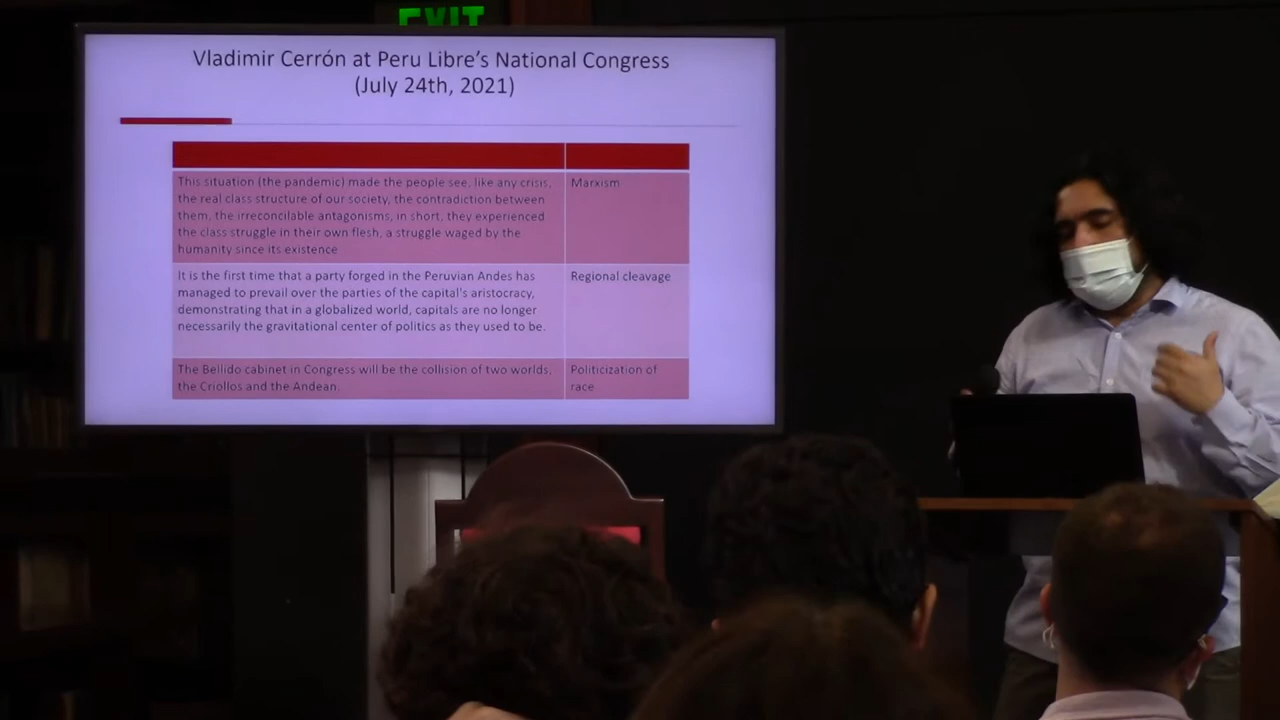 EXIT
Vladimir Cerrón at Peru Libre's National Congress
(July 24th, 2021)
This situation (the pandemic) made the people see, like any crisis,
the real class structure of our society, the contradiction between
them, the irreconcilable antagonisms, in short, they experienced
the class struggle in their own flesh, a struggle waged by the
humanity since its existence
Marxism
It is the first time that a party forged in the Peruvian Andes has
managed to prevail over the parties of the capital's aristocracy,
demonstrating that in a globalized world, capitals are no longer
necessarily the gravitational center of politics as they used to be.
Regional cleavage
The Bellido cabinet in Congress will be the collision of two worlds,
the Criollos and the Andean.
Politicization of
race